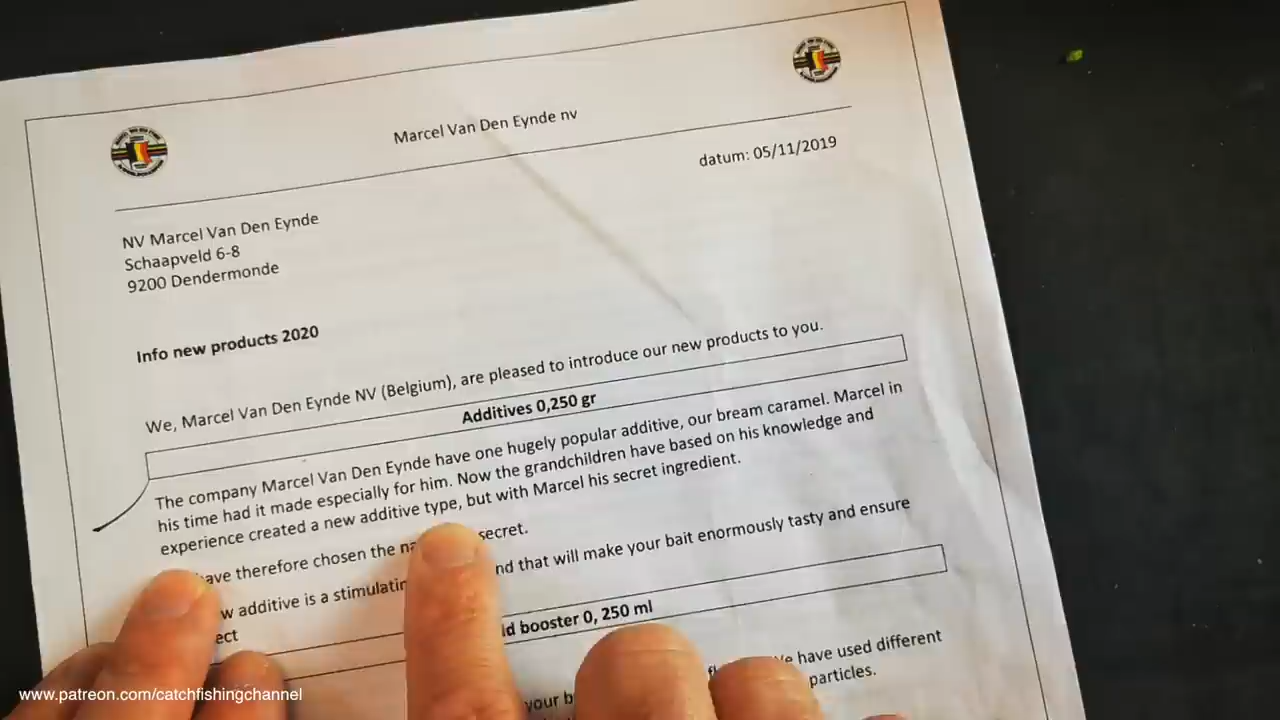 Marcel Van Den Eynde nv
datum: 05/11/2019
NV Marcel Van Den Eynde
Schaapveld 6-8
9200 Dendermonde
Info new products 2020
We, Marcel Van Den Eynde NV (Belgium), are pleased to introduce our new products to you.
Additives 0,250 gr
The company Marcel Van Den Eynde have one hugely popular additive, our bream caramel. Marcel in
his time had it made especially for him. Now the grandchildren have based on his knowledge and
experience created a new additive type, but with Marcel his secret ingredient.
have therefore chosen the secret.
additive is a stimulating that will make your bait enormously tasty and ensure
booster 0, 250 ml
have used different
your particles.
www.patreon.com/catchfishingchannel